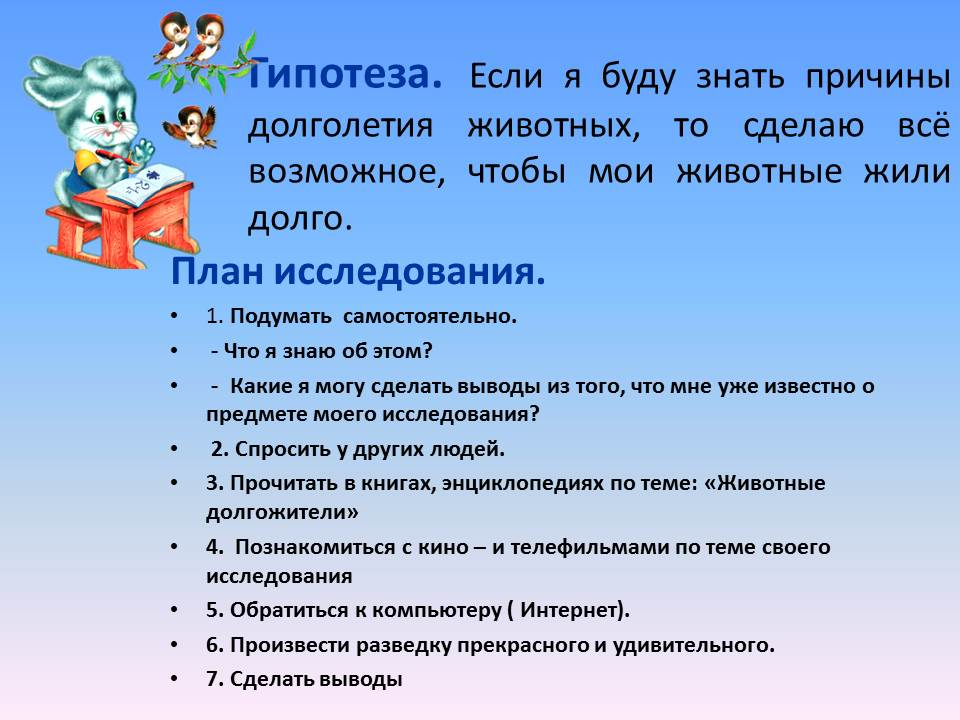 Гипотеза. Если я буду знать причины
долголетия животных, то сделаю всё
возможное, чтобы мои животные жили
долго.
План исследования.
• 1. Подумать самостоятельно.
• - Что я знаю об этом?
• - Какие я могу сделать выводы из того, что мне уже известно о
предмете моего исследования?
• 2. Спросить у других людей.
• 3. Прочитать в книгах, энциклопедиях по теме: «Животные
долгожители»
• 4. Познакомиться с кино – и телефильмами по теме своего
исследования
• 5. Обратиться к компьютеру ( Интернет).
• 6. Произвести разведку прекрасного и удивительного.
• 7. Сделать выводы